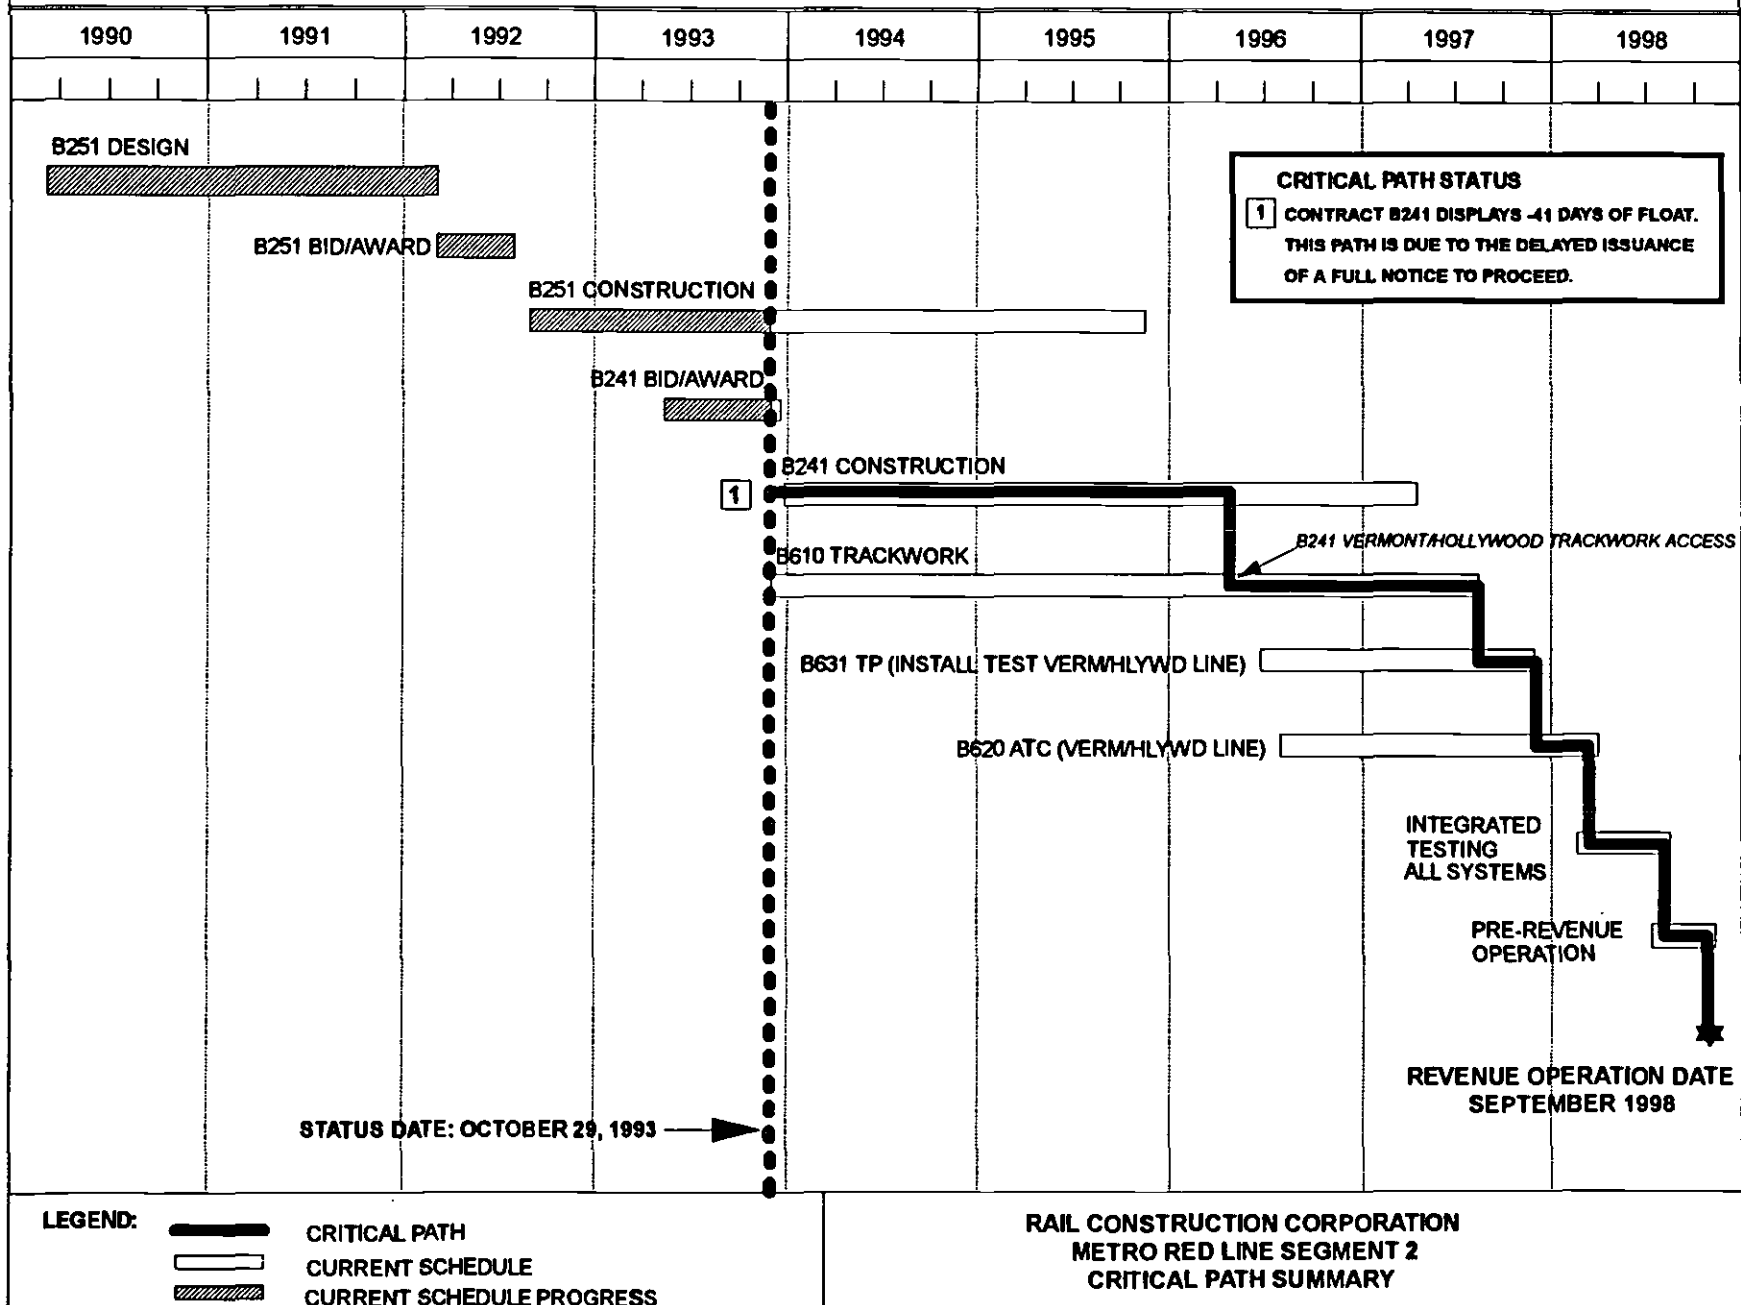 1990 1991 1992 1993 1994 1995 1996 1997 1998
B251 DESIGN
CRITICAL PATH STATUS
1 CONTRACT B241 DISPLAYS -41 DAYS OF FLOAT.
THIS PATH IS DUE TO THE DELAYED ISSUANCE
OF A FULL NOTICE TO PROCEED.
B251 BID/AWARD
B251 CONSTRUCTION
B241 BID/AWARD
B241 CONSTRUCTION
1
B241 VERMONT/HOLLYWOOD TRACKWORK ACCESS
B610 TRACKWORK
B631 TP (INSTALL TEST VERM/HLYWD LINE)
B620 ATC (VERM/HLYWD LINE)
INTEGRATED
TESTING
ALL SYSTEMS
PRE-REVENUE
OPERATION
REVENUE OPERATION DATE
SEPTEMBER 1998
STATUS DATE: OCTOBER 29, 1993
LEGEND:
CRITICAL PATH
CURRENT SCHEDULE
CURRENT SCHEDULE PROGRESS
RAIL CONSTRUCTION CORPORATION
METRO RED LINE SEGMENT 2
CRITICAL PATH SUMMARY